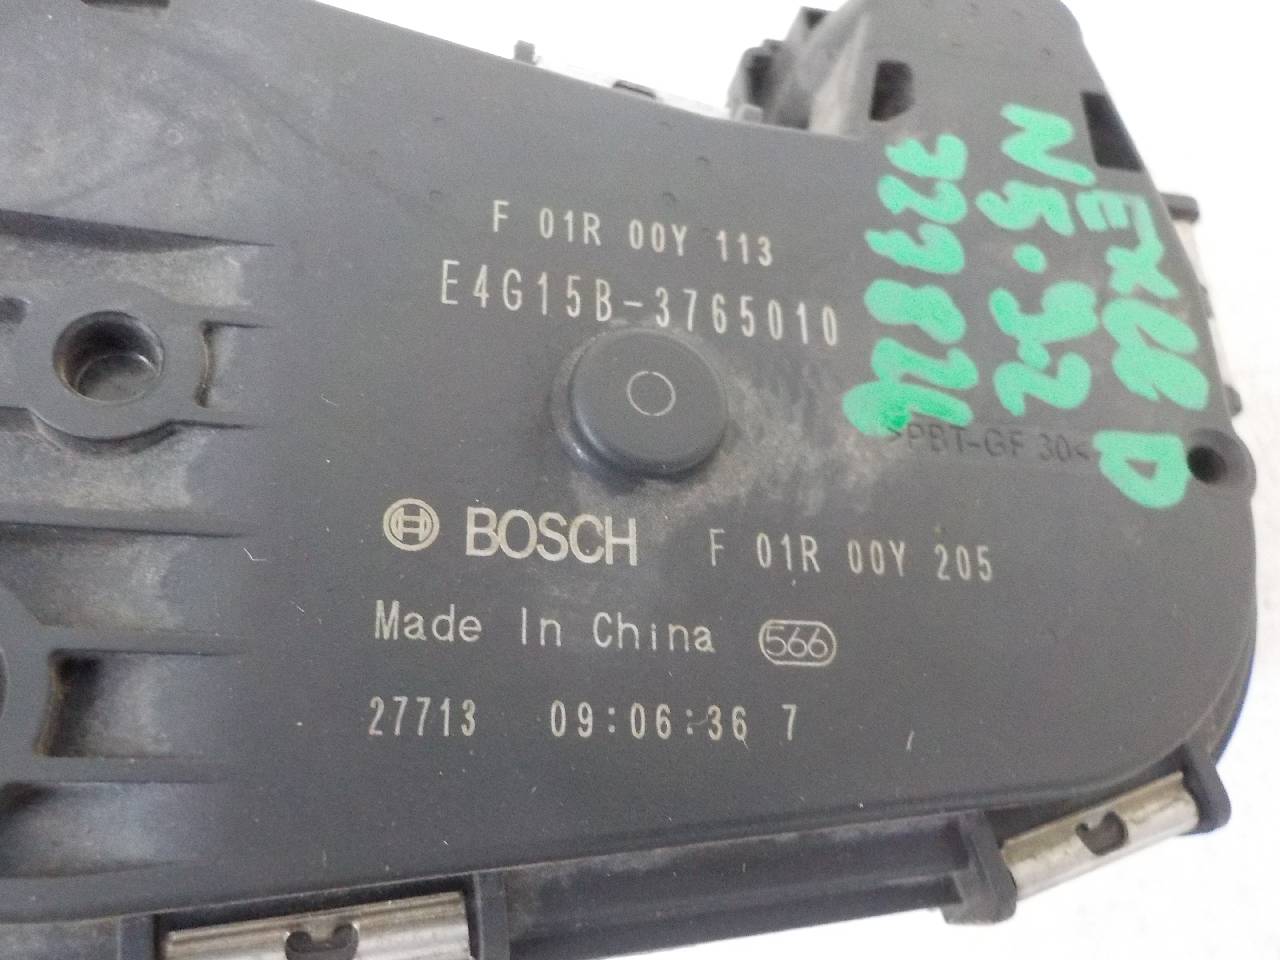 F 01R 00Y 113
E4G15B-3765010
>PBT-GF 30<
BOSCH F 01R 00Y 205
Made In China 566
27713 09:06:36 7